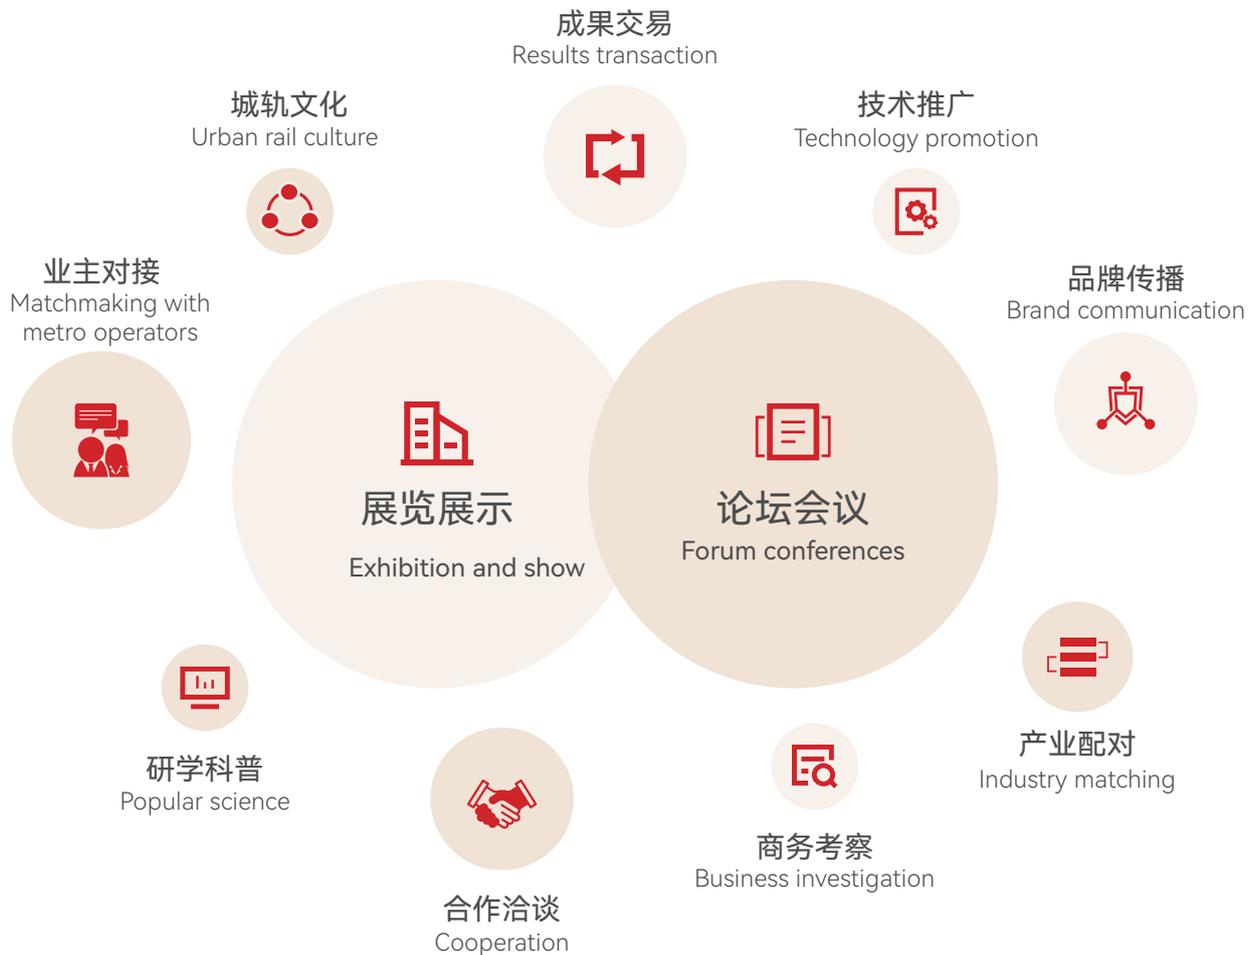 成果交易
Results transaction
城轨文化
Urban rail culture
技术推广
Technology promotion
业主对接
Matchmaking with
metro operators
品牌传播
Brand communication
展览展示
Exhibition and show
论坛会议
Forum conferences
研学科普
Popular science
产业配对
Industry matching
商务考察
Business investigation
合作洽谈
Cooperation